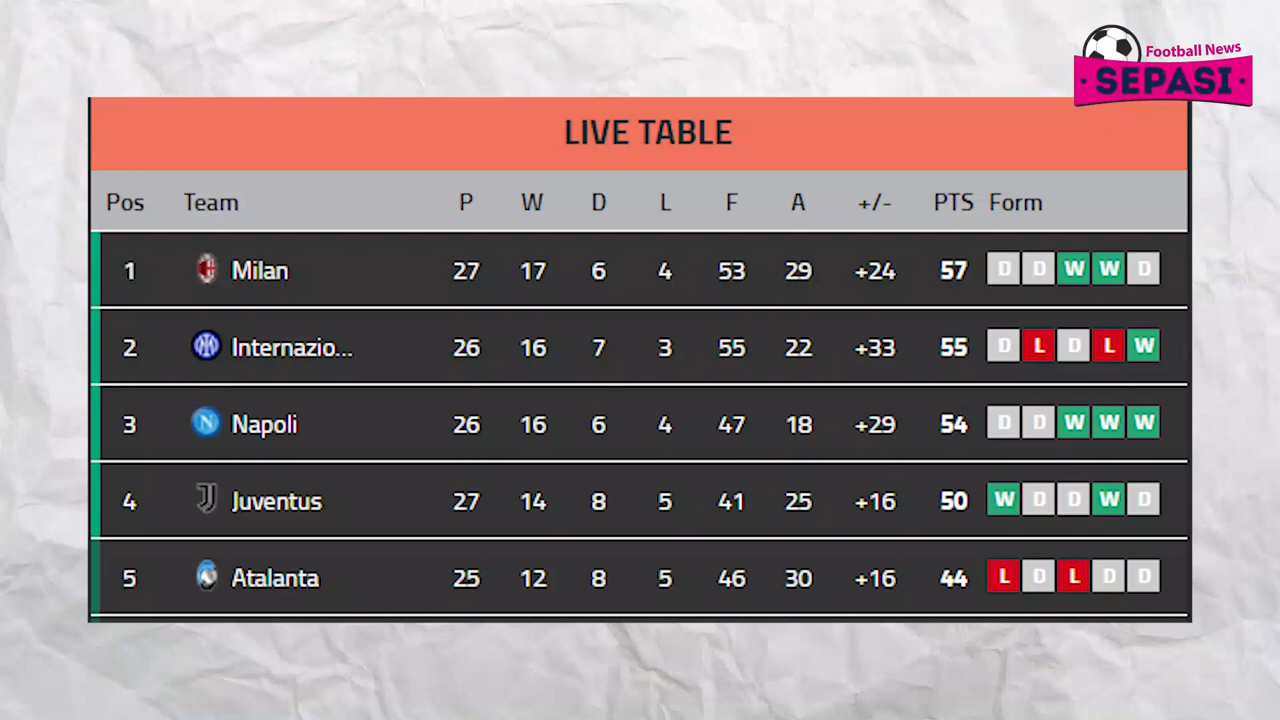 Football News
SEPASI
LIVE TABLE
Pos Team P W D L F A +/- PTS Form
1 Milan 27 17 6 4 53 29 +24 57 D D W W D
2 Internazio... 26 16 7 3 55 22 +33 55 D L D L W
3 Napoli 26 16 6 4 47 18 +29 54 D D W W W
4 Juventus 27 14 8 5 41 25 +16 50 W D D W D
5 Atalanta 25 12 8 5 46 30 +16 44 L D L D D